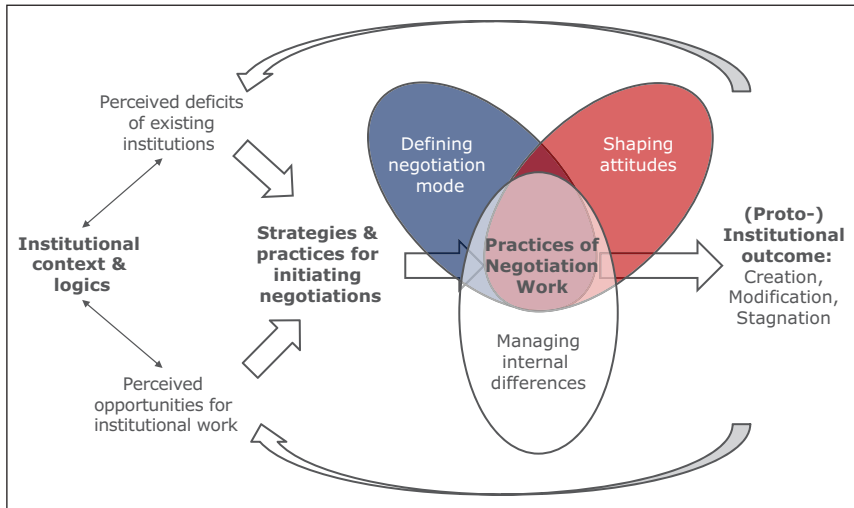 Perceived deficits
of existing
institutions
Institutional
context &
logics
Perceived
opportunities for
institutional work
Strategies &
practices for
initiating
negotiations
Defining
negotiation
mode
Shaping
attitudes
Practices of
Negotiation
Work
Managing
internal
differences
(Proto-)
Institutional
outcome:
Creation,
Modification,
Stagnation